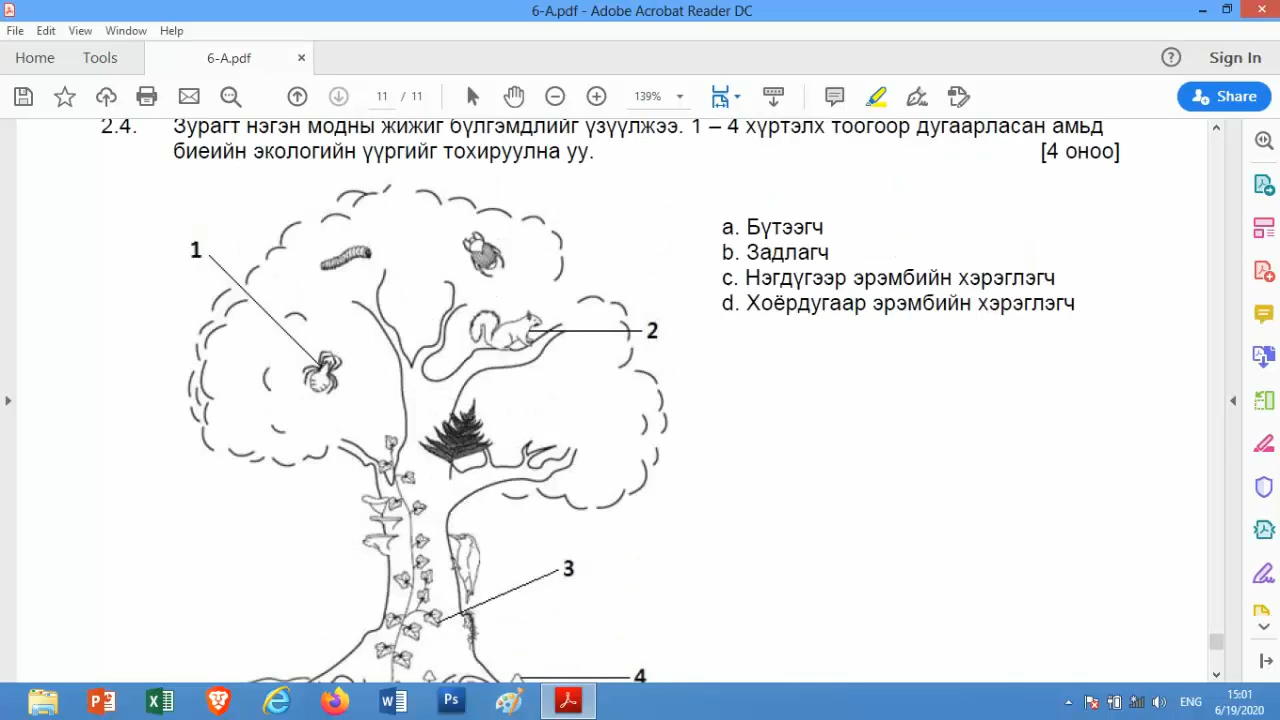 6-A.pdf - Adobe Acrobat Reader DC
File Edit View Window Help
Home Tools 6-A.pdf × Sign In
11 / 11 139% Share
2.4. Зурагт нэгэн модны жижиг бүлгэмдлийг үзүүлжээ. 1 – 4 хүртэлх тоогоор дугаарласан амьд
биеийн экологийн үүргийг тохируулна уу. [4 оноо]
a. Бүтээгч
b. Задлагч
c. Нэгдүгээр эрэмбийн хэрэглэгч
d. Хоёрдугаар эрэмбийн хэрэглэгч
1
2
3
4
ENG
15:01
6/19/2020